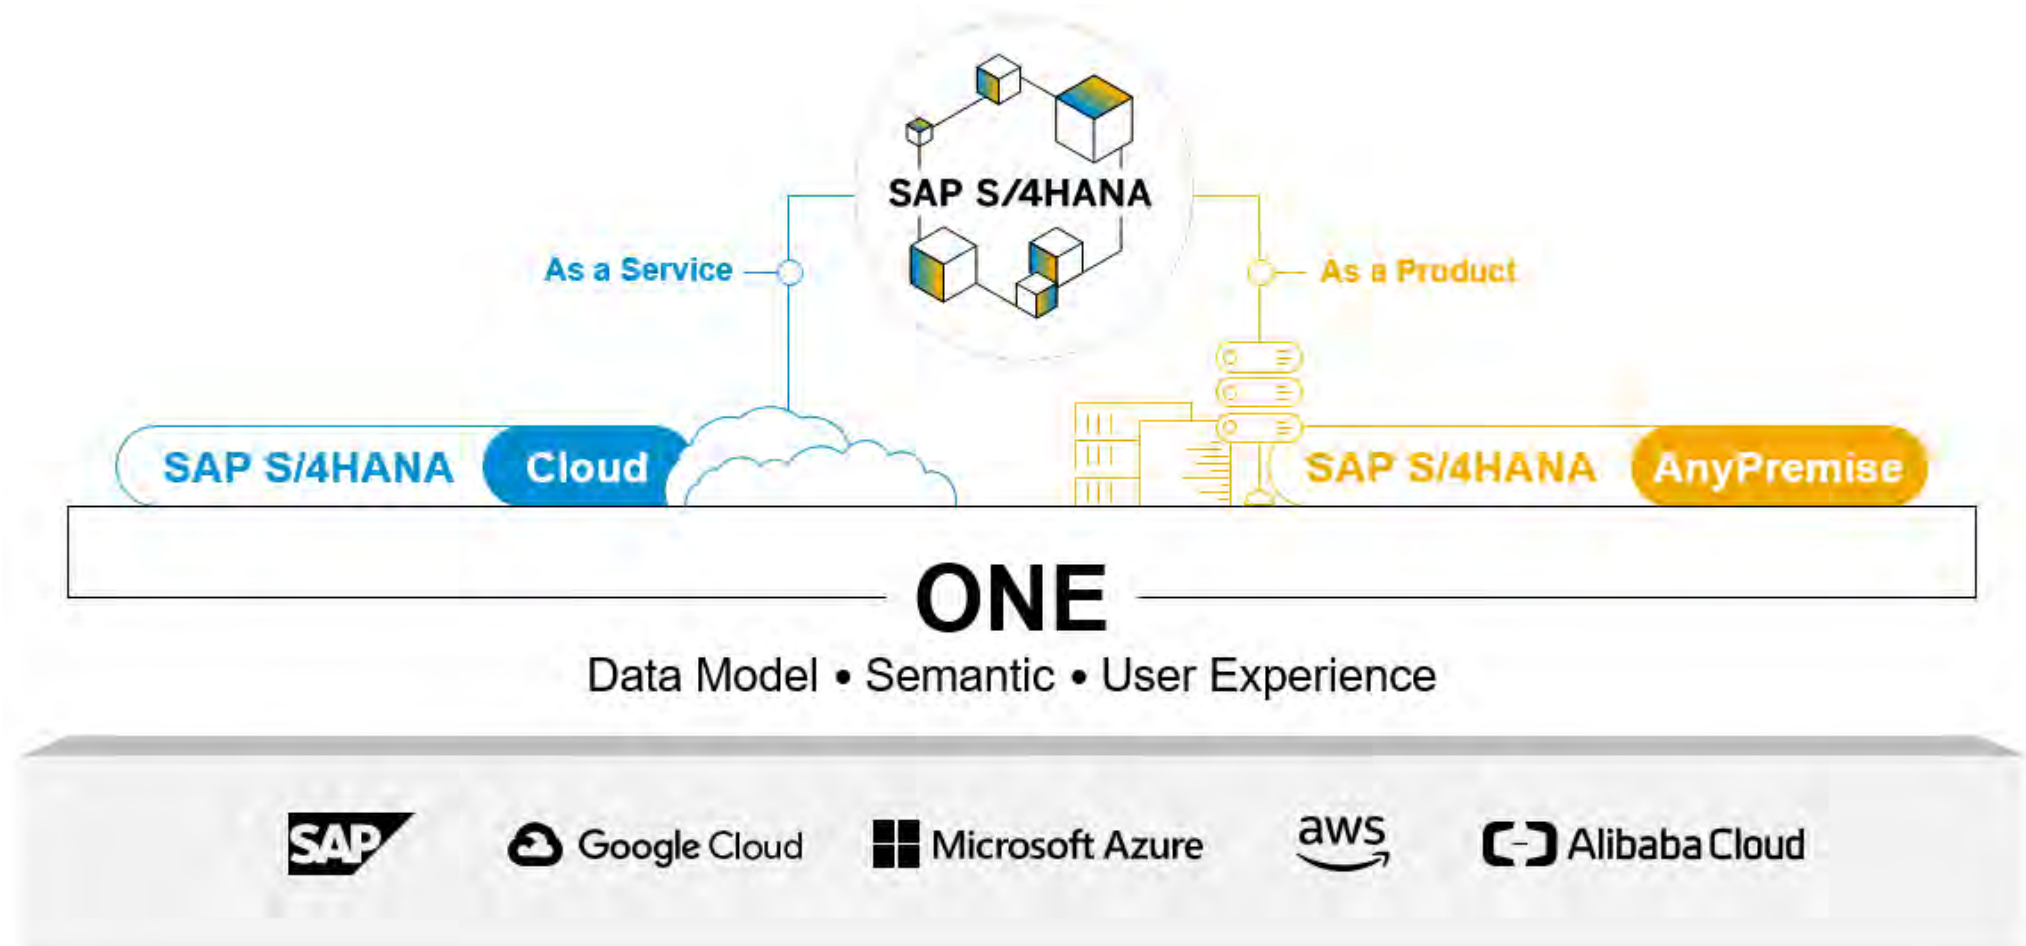 SAP S/4HANA
As a Service
As a Product
SAP S/4HANA Cloud
SAP S/4HANA AnyPremise
ONE
Data Model • Semantic • User Experience
SAP Google Cloud Microsoft Azure aws Alibaba Cloud